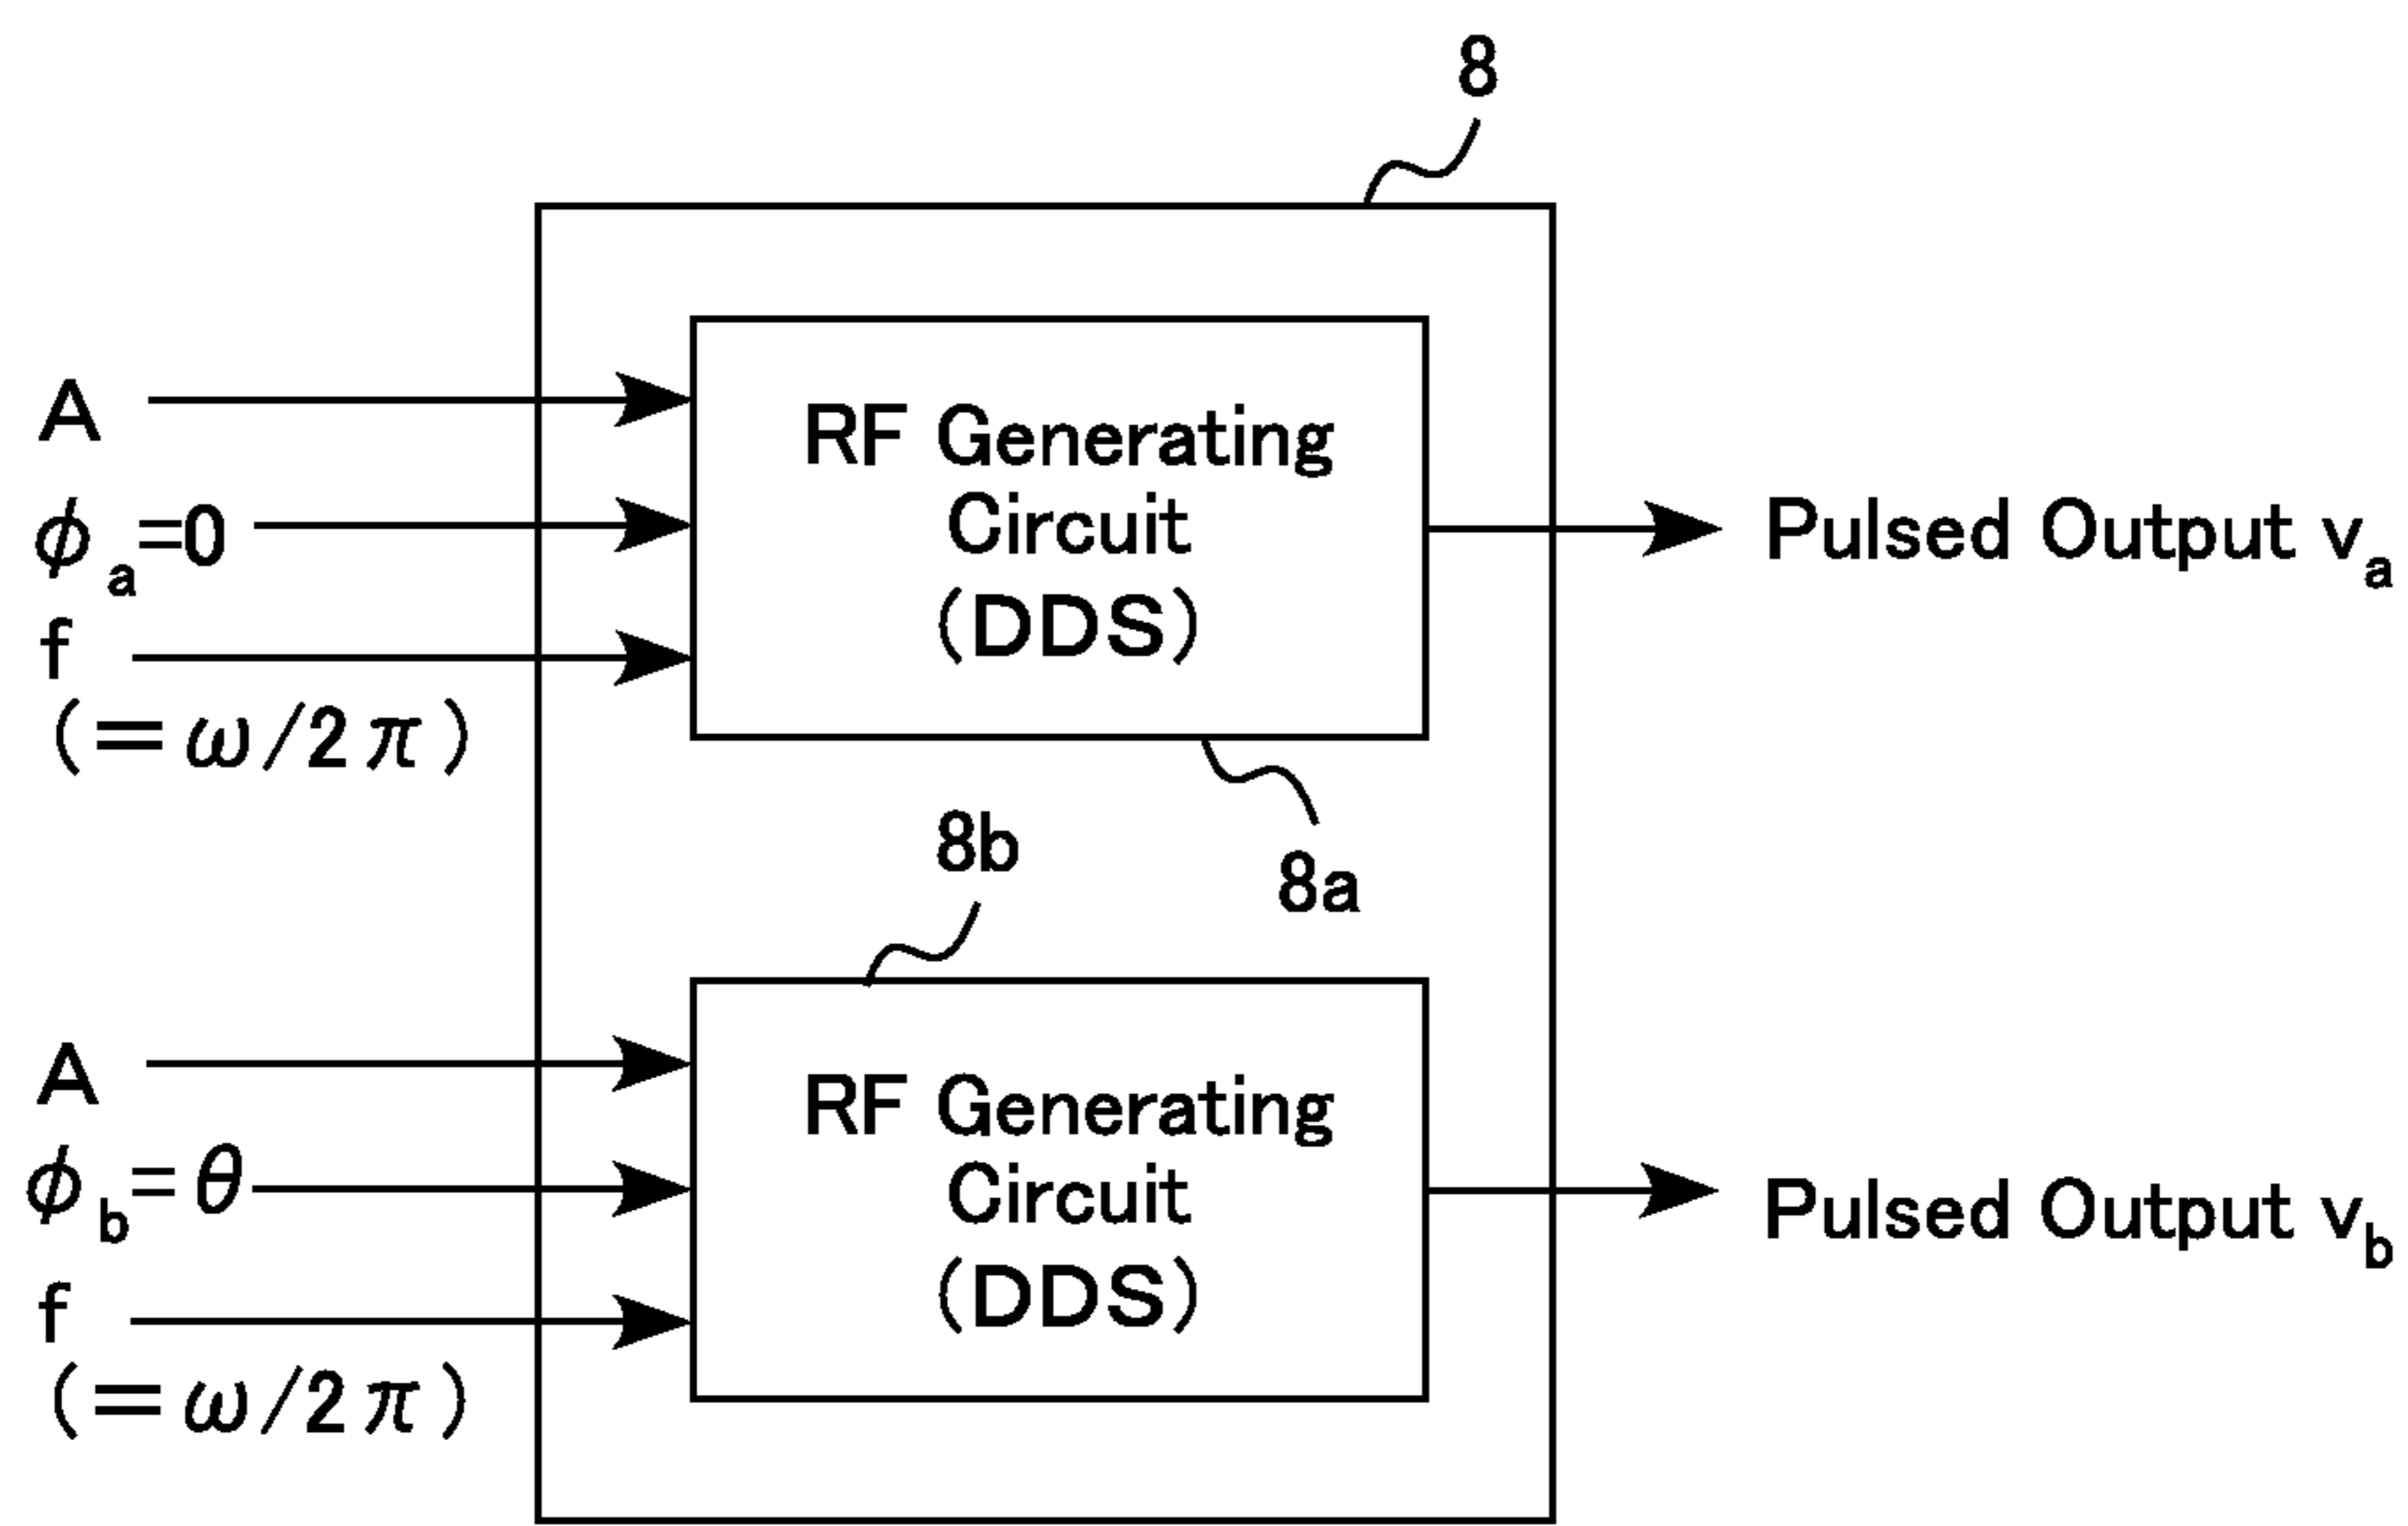 8
A
ϕa=0
f
(=ω/2π)
RF Generating
Circuit
(DDS)
Pulsed Output va
8a
8b
A
ϕb=θ
f
(=ω/2π)
RF Generating
Circuit
(DDS)
Pulsed Output vb